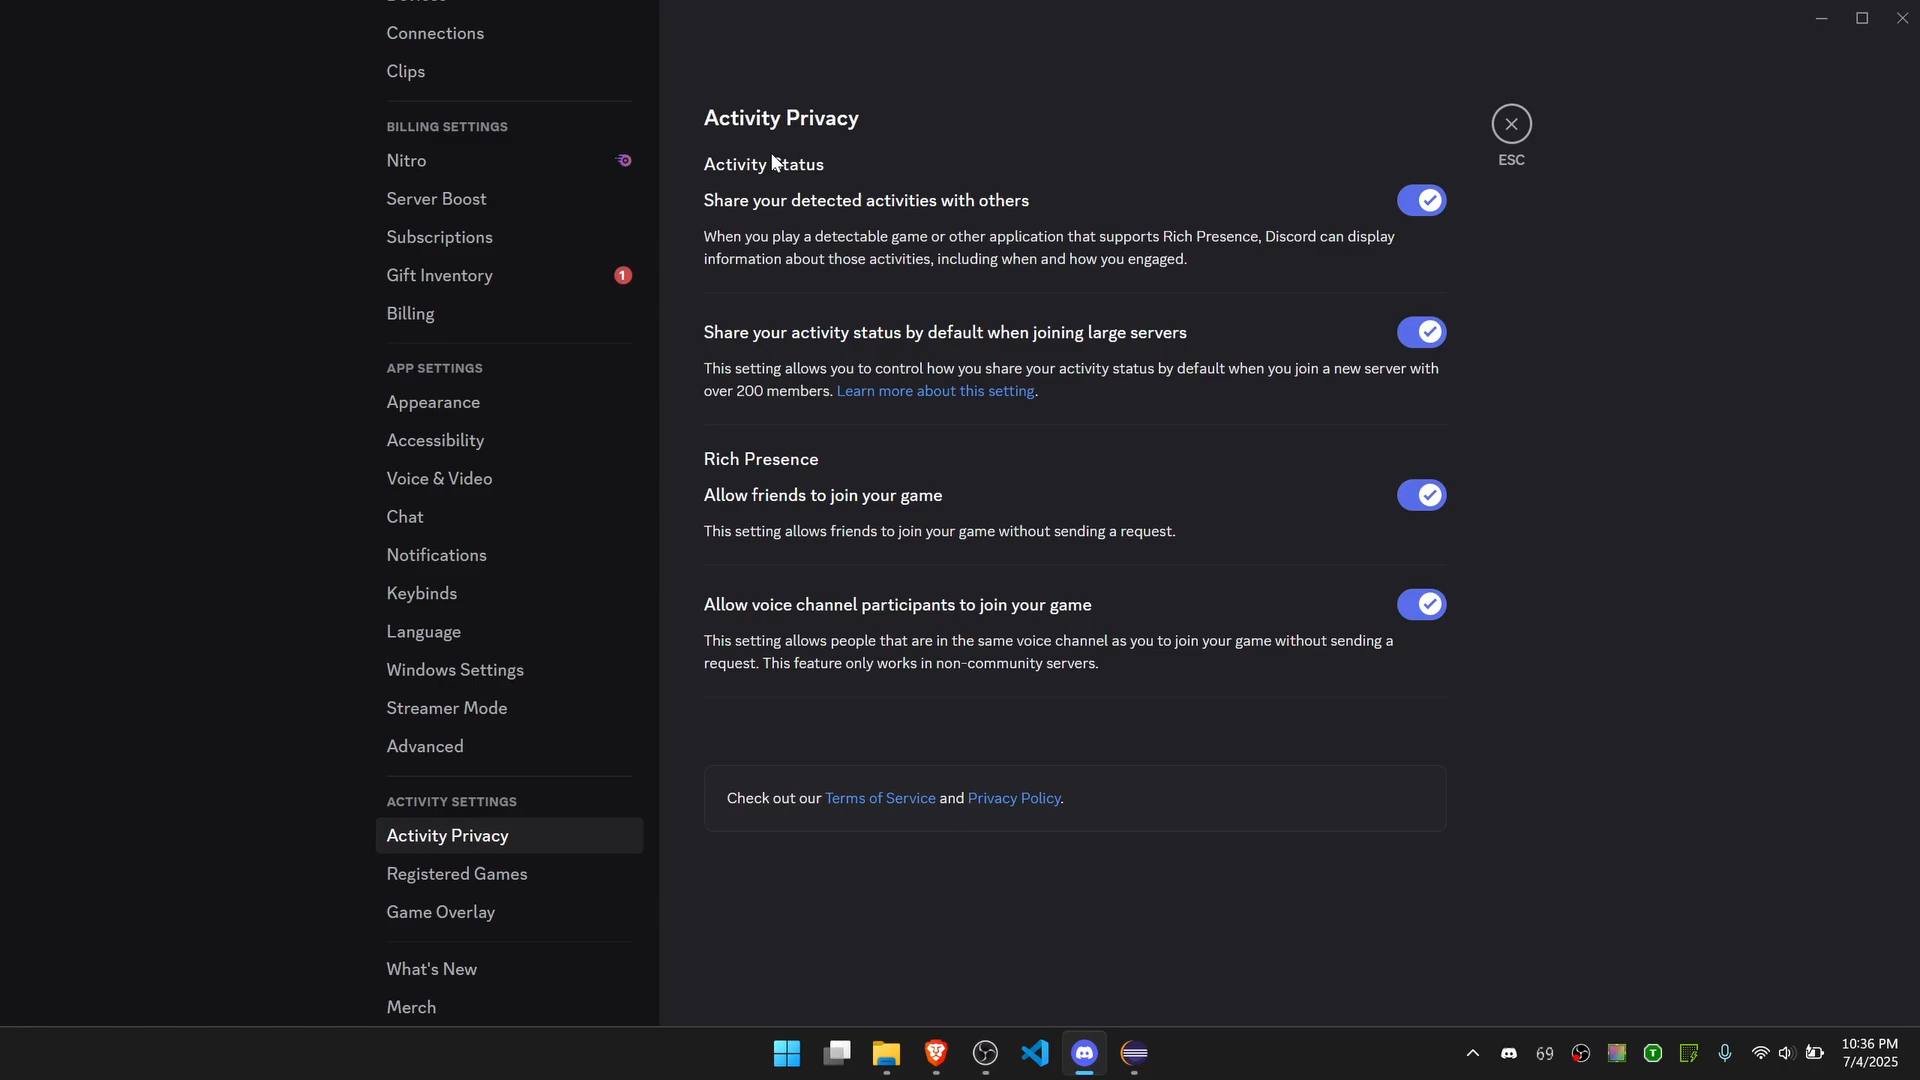 Devices
Connections
Clips
BILLING SETTINGS
Nitro
Server Boost
Subscriptions
Gift Inventory
1
Billing
APP SETTINGS
Appearance
Accessibility
Voice & Video
Chat
Notifications
Keybinds
Language
Windows Settings
Streamer Mode
Advanced
ACTIVITY SETTINGS
Activity Privacy
Registered Games
Game Overlay
What's New
Merch
Activity Privacy
ESC
Activity Status
Share your detected activities with others
When you play a detectable game or other application that supports Rich Presence, Discord can display
information about those activities, including when and how you engaged.
Share your activity status by default when joining large servers
This setting allows you to control how you share your activity status by default when you join a new server with
over 200 members. Learn more about this setting.
Rich Presence
Allow friends to join your game
This setting allows friends to join your game without sending a request.
Allow voice channel participants to join your game
This setting allows people that are in the same voice channel as you to join your game without sending a
request. This feature only works in non-community servers.
Check out our Terms of Service and Privacy Policy.
69
T
10:36 PM
7/4/2025